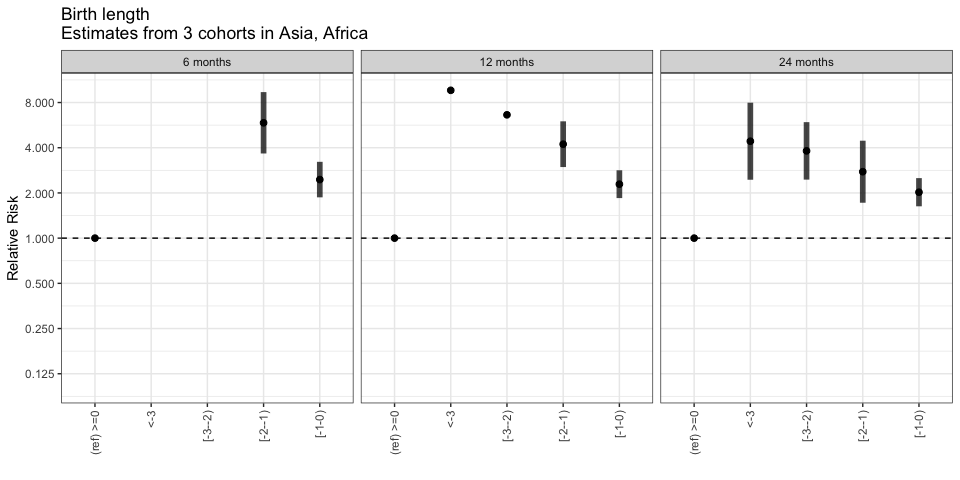 Birth length
Estimates from 3 cohorts in Asia, Africa
6 months
12 months
24 months
Relative Risk
8.000
4.000
2.000
1.000
0.500
0.250
0.125
(ref) >=0
<-3
[-3--2)
[-2--1)
[-1-0)
(ref) >=0
<-3
[-3--2)
[-2--1)
[-1-0)
(ref) >=0
<-3
[-3--2)
[-2--1)
[-1-0)